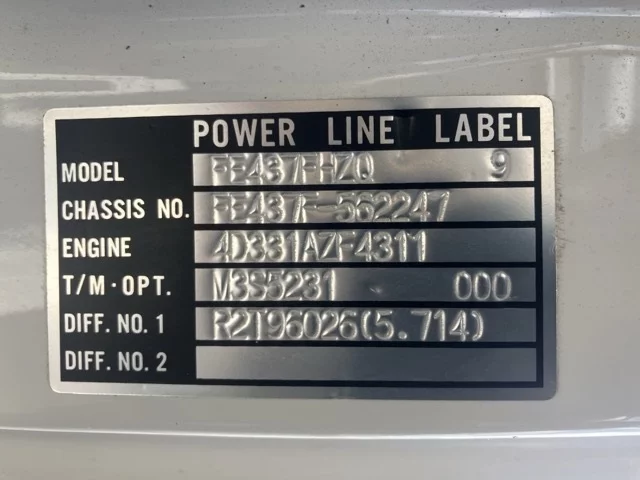 POWER LINE LABEL
MODEL FE437FHZQ 9
CHASSIS NO. FE437F-562247
ENGINE 4D331AZF4311
T/M·OPT. M3S5231 000
DIFF. NO. 1 R2T96026(5.714)
DIFF. NO. 2